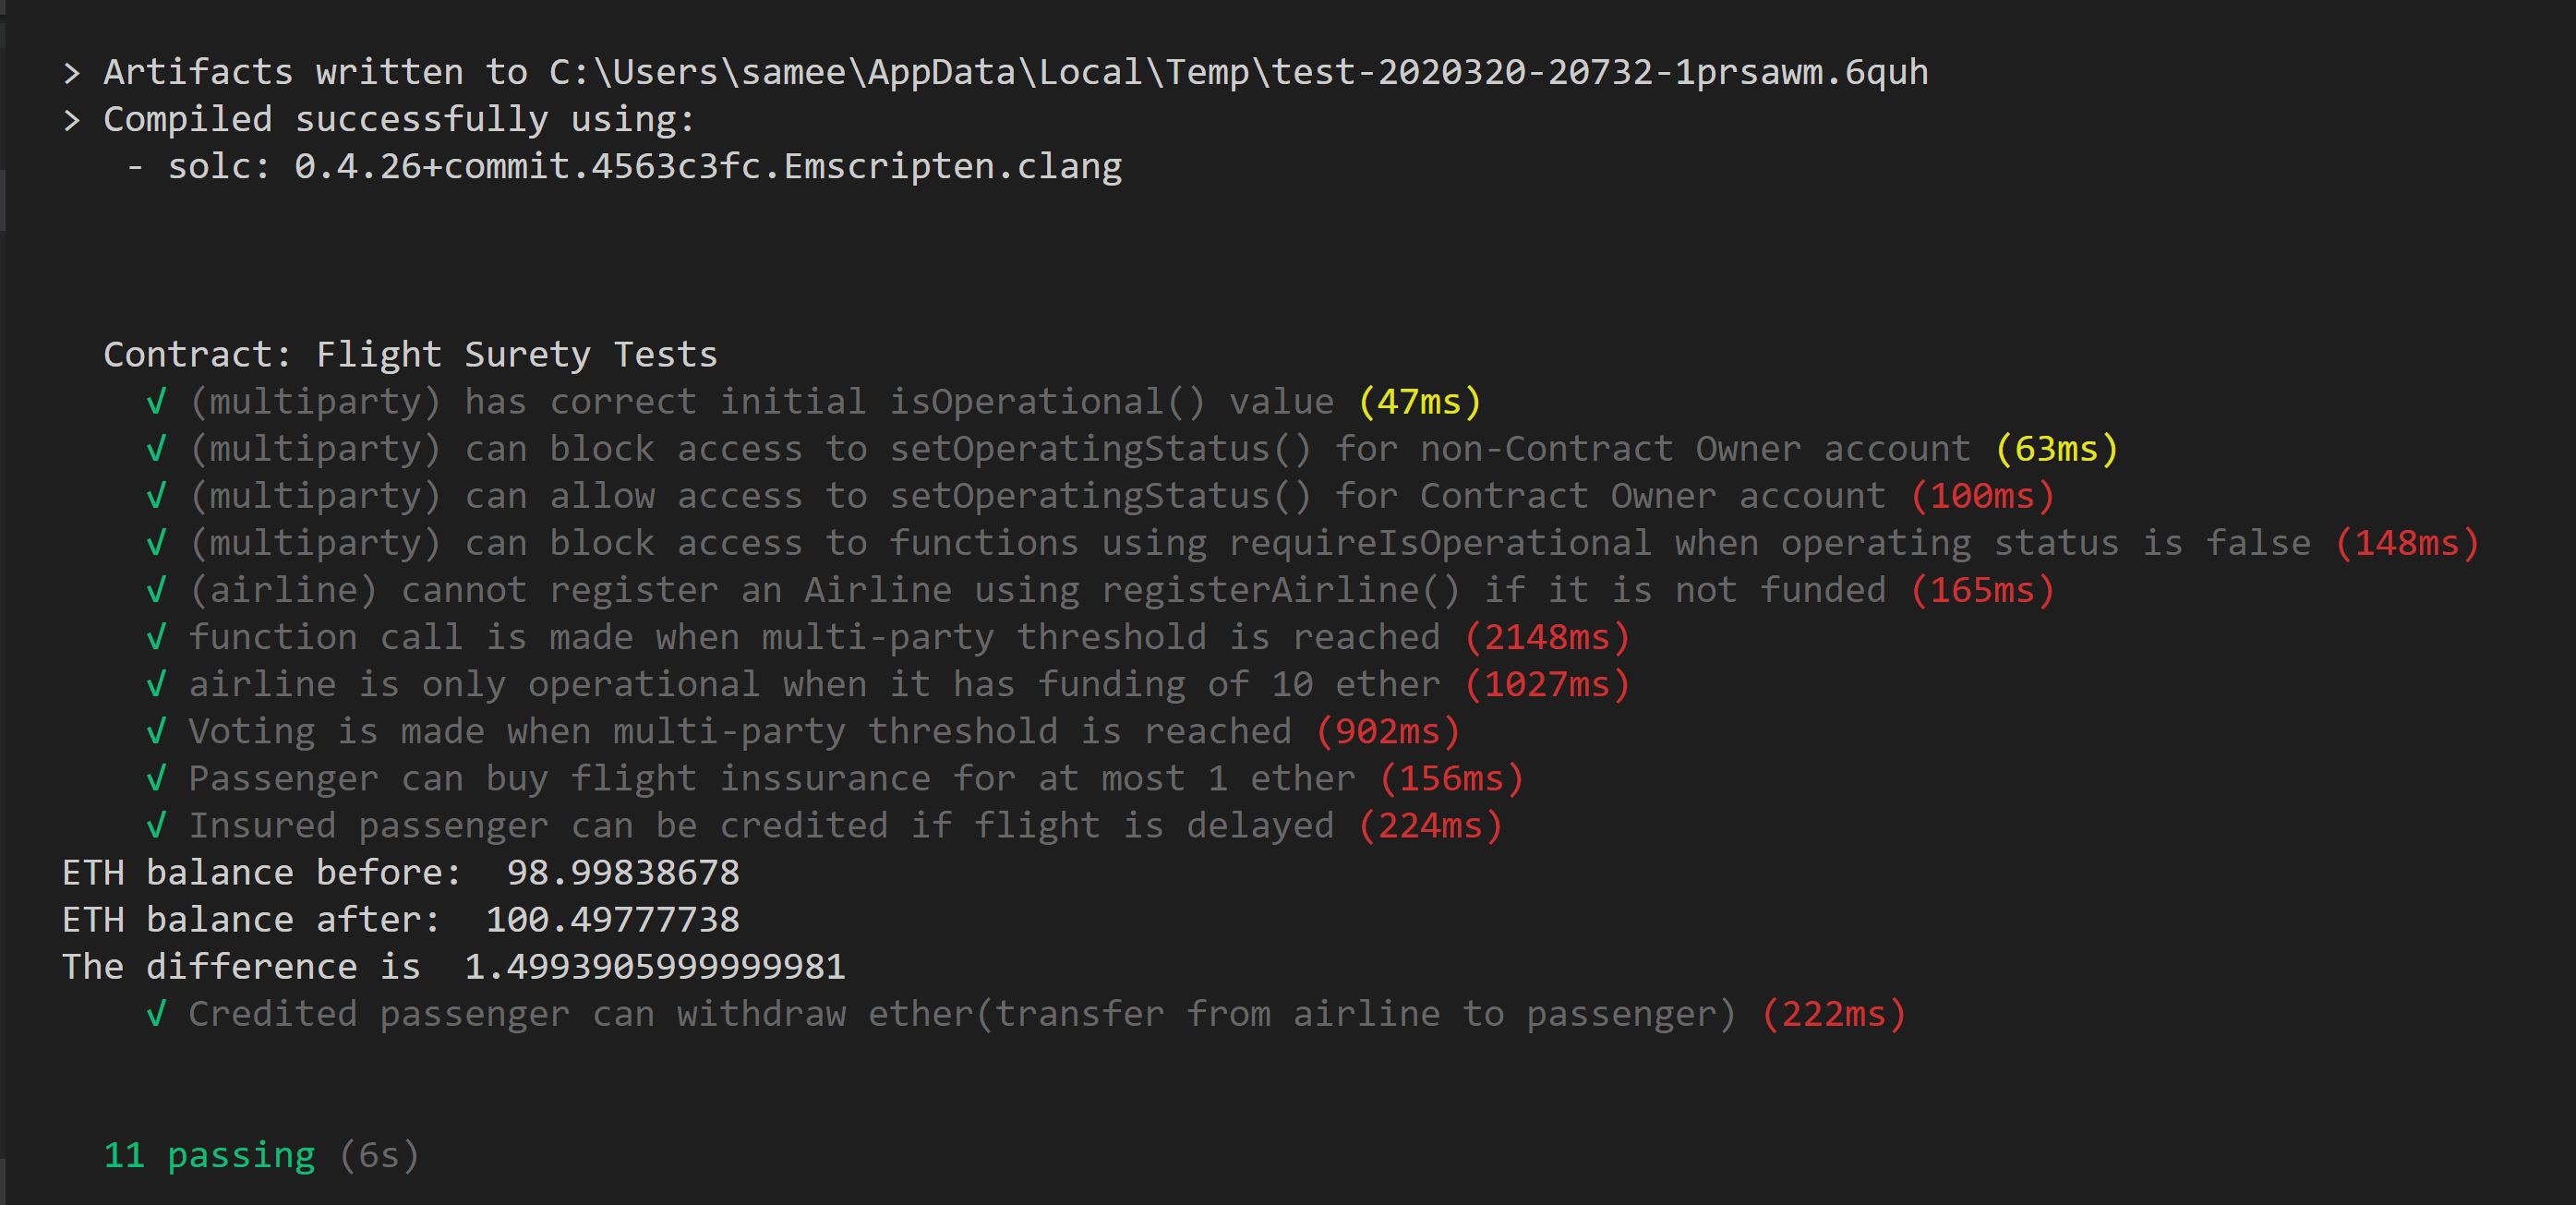 > Artifacts written to C:\Users\samee\AppData\Local\Temp\test-2020320-20732-1prsawm.6quh
> Compiled successfully using:
- solc: 0.4.26+commit.4563c3fc.Emscripten.clang
Contract: Flight Surety Tests
√ (multiparty) has correct initial isOperational() value (47ms)
√ (multiparty) can block access to setOperatingStatus() for non-Contract Owner account (63ms)
√ (multiparty) can allow access to setOperatingStatus() for Contract Owner account (100ms)
√ (multiparty) can block access to functions using requireIsOperational when operating status is false (148ms)
√ (airline) cannot register an Airline using registerAirline() if it is not funded (165ms)
√ function call is made when multi-party threshold is reached (2148ms)
√ airline is only operational when it has funding of 10 ether (1027ms)
√ Voting is made when multi-party threshold is reached (902ms)
√ Passenger can buy flight inssurance for at most 1 ether (156ms)
√ Insured passenger can be credited if flight is delayed (224ms)
ETH balance before:  98.99838678
ETH balance after:  100.49777738
The difference is  1.4993905999999981
√ Credited passenger can withdraw ether(transfer from airline to passenger) (222ms)
11 passing (6s)